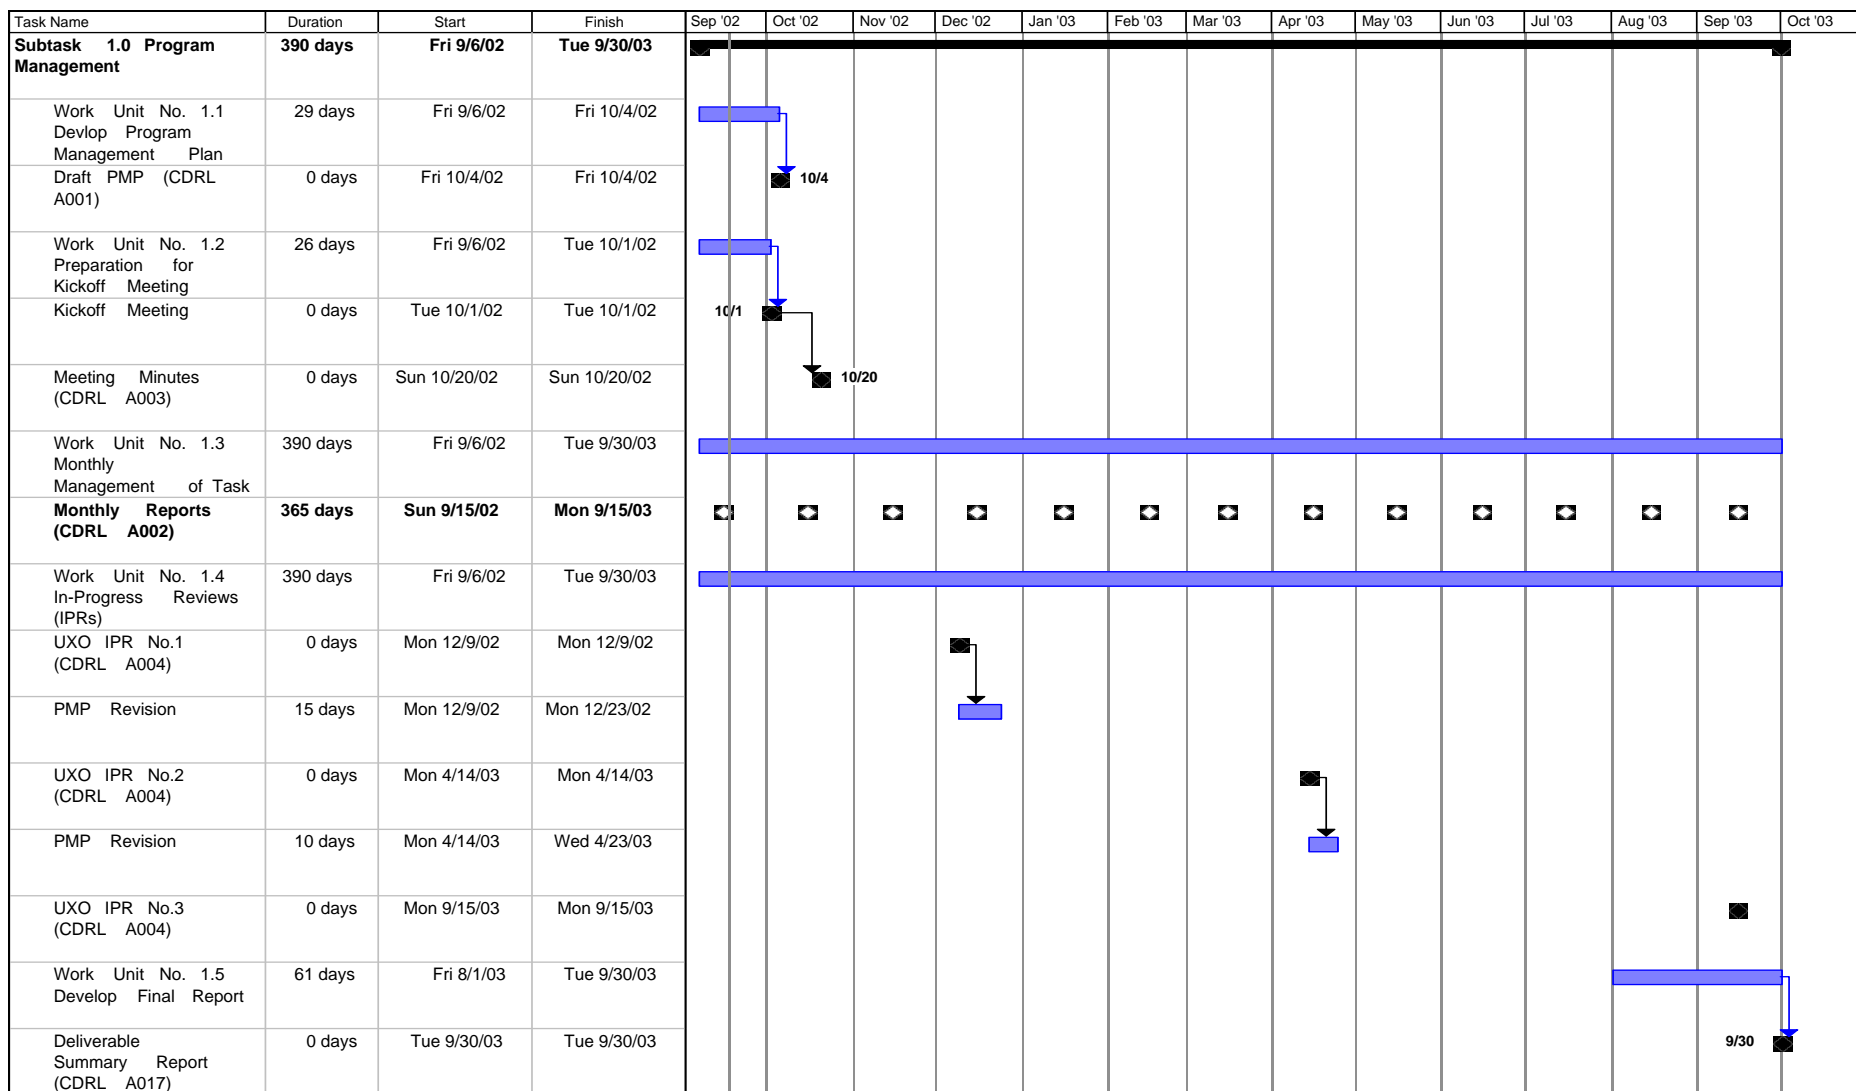 Task Name Duration Start Finish Sep '02 Oct '02 Nov '02 Dec '02 Jan '03 Feb '03 Mar '03 Apr '03 May '03 Jun '03 Jul '03 Aug '03 Sep '03 Oct '03
Subtask 1.0 Program 390 days Fri 9/6/02 Tue 9/30/03
Management
Work Unit No. 1.1 29 days Fri 9/6/02 Fri 10/4/02
Devlop Program
Management Plan
Draft PMP (CDRL 0 days Fri 10/4/02 Fri 10/4/02 10/4
A001)
Work Unit No. 1.2 26 days Fri 9/6/02 Tue 10/1/02
Preparation for
Kickoff Meeting
Kickoff Meeting 0 days Tue 10/1/02 Tue 10/1/02 10/1
Meeting Minutes 0 days Sun 10/20/02 Sun 10/20/02 10/20
(CDRL A003)
Work Unit No. 1.3 390 days Fri 9/6/02 Tue 9/30/03
Monthly
Management of Task
Monthly Reports 365 days Sun 9/15/02 Mon 9/15/03
(CDRL A002)
Work Unit No. 1.4 390 days Fri 9/6/02 Tue 9/30/03
In-Progress Reviews
(IPRs)
UXO IPR No.1 0 days Mon 12/9/02 Mon 12/9/02
(CDRL A004)
PMP Revision 15 days Mon 12/9/02 Mon 12/23/02
UXO IPR No.2 0 days Mon 4/14/03 Mon 4/14/03
(CDRL A004)
PMP Revision 10 days Mon 4/14/03 Wed 4/23/03
UXO IPR No.3 0 days Mon 9/15/03 Mon 9/15/03
(CDRL A004)
Work Unit No. 1.5 61 days Fri 8/1/03 Tue 9/30/03
Develop Final Report
Deliverable 0 days Tue 9/30/03 Tue 9/30/03 9/30
Summary Report
(CDRL A017)